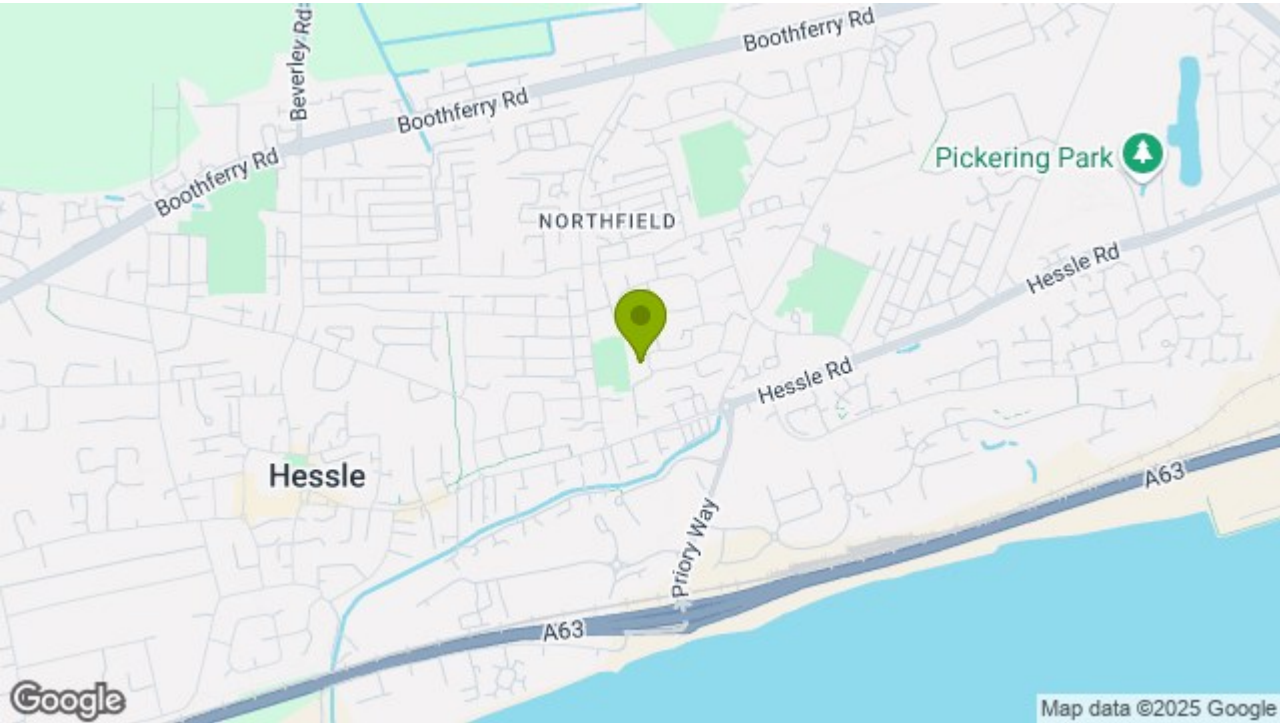 Beverley Rd
Boothferry Rd
Boothferry Rd
Boothferry Rd
Pickering Park
NORTHFIELD
Hessle Rd
Hessle Rd
Hessle
A63
Priory Way
A63
Google
Map data ©2025 Google